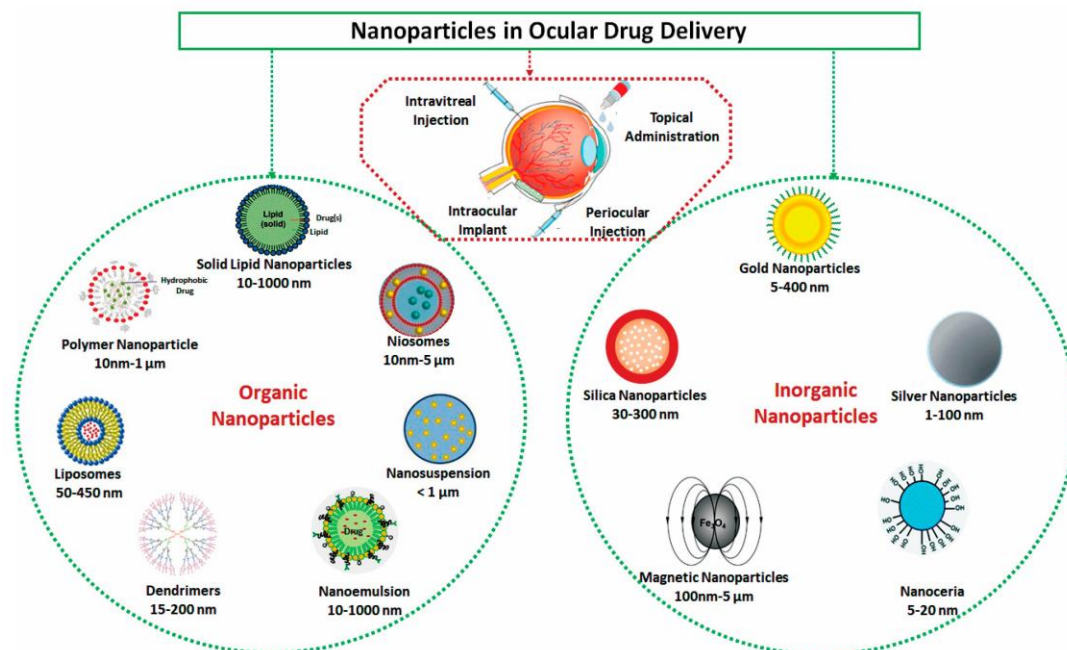 Nanoparticles in Ocular Drug Delivery
Intravitreal
Injection
Topical
Administration
Intraocular
Implant
Periocular
Injection
Lipid
(solid)
Drug(s)
Lipid
Solid Lipid Nanoparticles
10-1000 nm
Hydrophobic
Drug
Polymer Nanoparticle
10nm-1 μm
Niosomes
10nm-5 μm
Organic
Nanoparticles
Liposomes
50-450 nm
Nanosuspension
< 1 μm
Dendrimers
15-200 nm
Drug
Nanoemulsion
10-1000 nm
Gold Nanoparticles
5-400 nm
Silica Nanoparticles
30-300 nm
Inorganic
Nanoparticles
Silver Nanoparticles
1-100 nm
Fe₃O₄
Magnetic Nanoparticles
100nm-5 μm
HO
OH
Nanoceria
5-20 nm